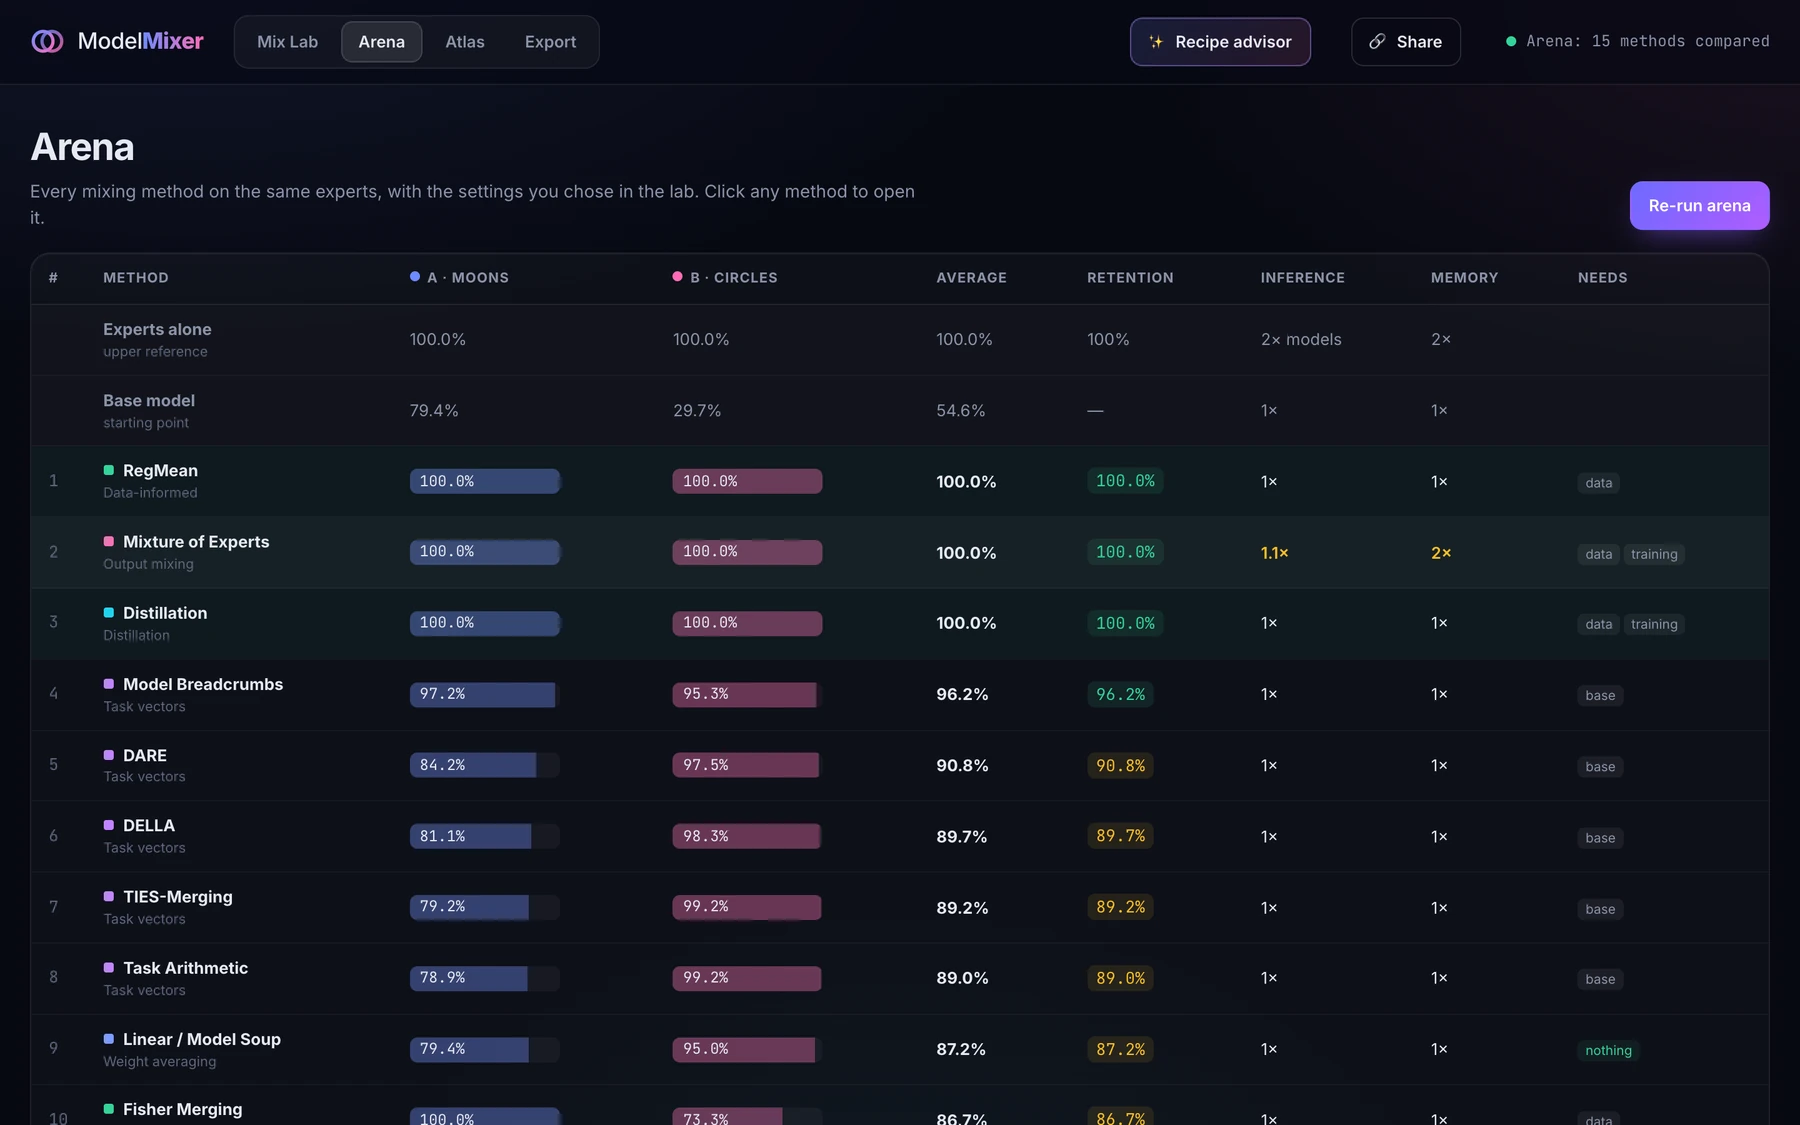 ModelMixer
Mix Lab Arena Atlas Export
✨ Recipe advisor
Share
Arena: 15 methods compared
Arena
Every mixing method on the same experts, with the settings you chose in the lab. Click any method to open
it.
Re-run arena
# METHOD A · MOONS B · CIRCLES AVERAGE RETENTION INFERENCE MEMORY NEEDS
Experts alone
upper reference
100.0% 100.0% 100.0% 100% 2× models 2×
Base model
starting point
79.4% 29.7% 54.6% — 1× 1×
1 RegMean
Data-informed
100.0% 100.0% 100.0% 100.0% 1× 1× data
2 Mixture of Experts
Output mixing
100.0% 100.0% 100.0% 100.0% 1.1× 2× data training
3 Distillation
Distillation
100.0% 100.0% 100.0% 100.0% 1× 1× data training
4 Model Breadcrumbs
Task vectors
97.2% 95.3% 96.2% 96.2% 1× 1× base
5 DARE
Task vectors
84.2% 97.5% 90.8% 90.8% 1× 1× base
6 DELLA
Task vectors
81.1% 98.3% 89.7% 89.7% 1× 1× base
7 TIES-Merging
Task vectors
79.2% 99.2% 89.2% 89.2% 1× 1× base
8 Task Arithmetic
Task vectors
78.9% 99.2% 89.0% 89.0% 1× 1× base
9 Linear / Model Soup
Weight averaging
79.4% 95.0% 87.2% 87.2% 1× 1× nothing
10 Fisher Merging
100.0% 73.3% 86.7% 86.7% 1× 1× data